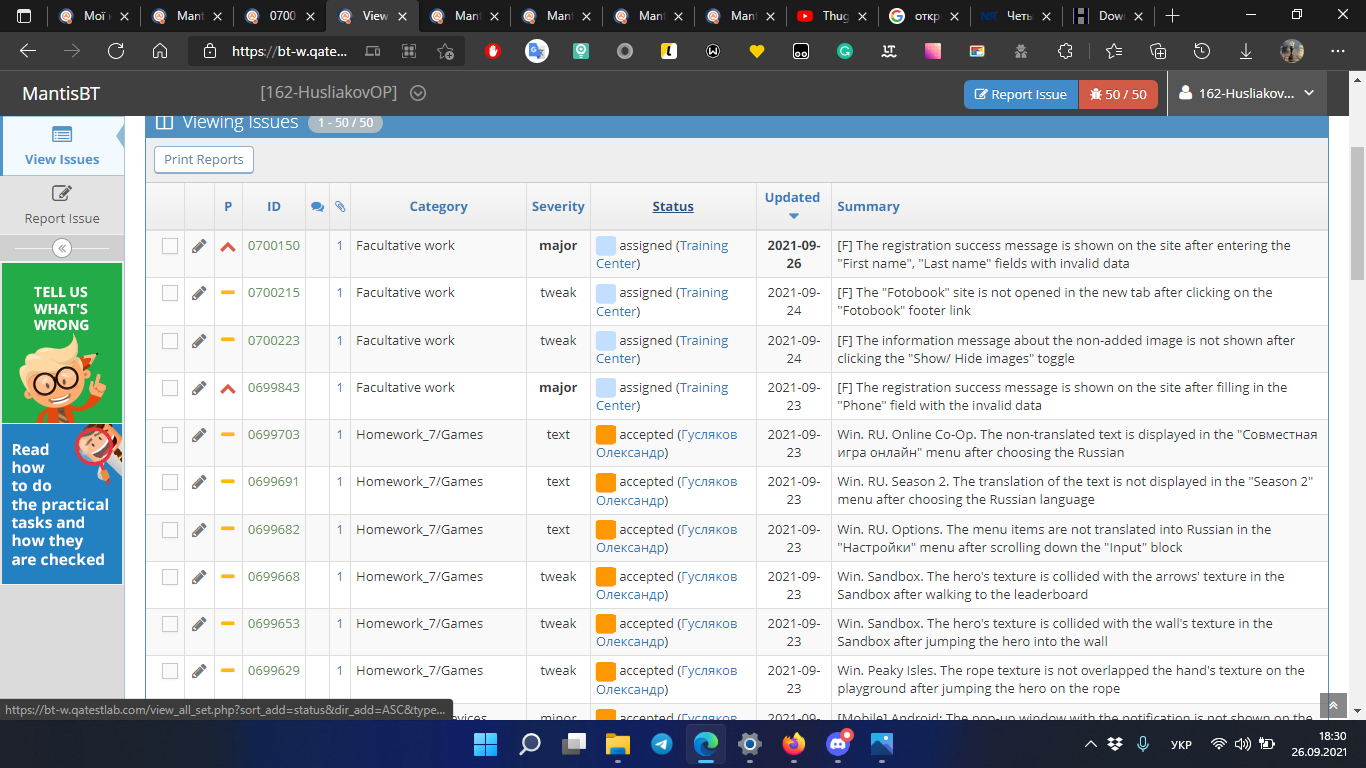 Мої н
Mant
0700
View
Mant
Mant
Mant
Mant
Thug
откр
Четы
Dow
https://bt-w.qate...
MantisBT
[162-HusliakovOP]
Report Issue
50 / 50
162-Husliakov...
View Issues
Report Issue
TELL US
WHAT'S
WRONG
Read
how
to do
the practical
tasks and
how they
are checked
Viewing Issues 1 - 50 / 50
Print Reports
P ID Category Severity Status Updated Summary
0700150 1 Facultative work major assigned (Training Center) 2021-09-26 [F] The registration success message is shown on the site after entering the
"First name", "Last name" fields with invalid data
0700215 1 Facultative work tweak assigned (Training Center) 2021-09-24 [F] The "Fotobook" site is not opened in the new tab after clicking on the
"Fotobook" footer link
0700223 1 Facultative work tweak assigned (Training Center) 2021-09-24 [F] The information message about the non-added image is not shown after
clicking the "Show/ Hide images" toggle
0699843 1 Facultative work major assigned (Training Center) 2021-09-23 [F] The registration success message is shown on the site after filling in the
"Phone" field with the invalid data
0699703 1 Homework_7/Games text accepted (Гусляков Олександр) 2021-09-23 Win. RU. Online Co-Op. The non-translated text is displayed in the "Совместная
игра онлайн" menu after choosing the Russian
0699691 1 Homework_7/Games text accepted (Гусляков Олександр) 2021-09-23 Win. RU. Season 2. The translation of the text is not displayed in the "Season 2"
menu after choosing the Russian language
0699682 1 Homework_7/Games text accepted (Гусляков Олександр) 2021-09-23 Win. RU. Options. The menu items are not translated into Russian in the
"Настройки" menu after scrolling down the "Input" block
0699668 1 Homework_7/Games tweak accepted (Гусляков Олександр) 2021-09-23 Win. Sandbox. The hero's texture is collided with the arrows' texture in the
Sandbox after walking to the leaderboard
0699653 1 Homework_7/Games tweak accepted (Гусляков Олександр) 2021-09-23 Win. Sandbox. The hero's texture is collided with the wall's texture in the
Sandbox after jumping the hero into the wall
0699629 1 Homework_7/Games tweak accepted (Гусляков Олександр) 2021-09-23 Win. Peaky Isles. The rope texture is not overlapped the hand's texture on the
playground after jumping the hero on the rope
minor accepted (Гусляков 2021-09- [Mobile] Android: The pop-up window with the notification is not shown on the
https://bt-w.qatestlab.com/view_all_set.php?sort_add=status&dir_add=ASC&type...
УКР
18:30
26.09.2021